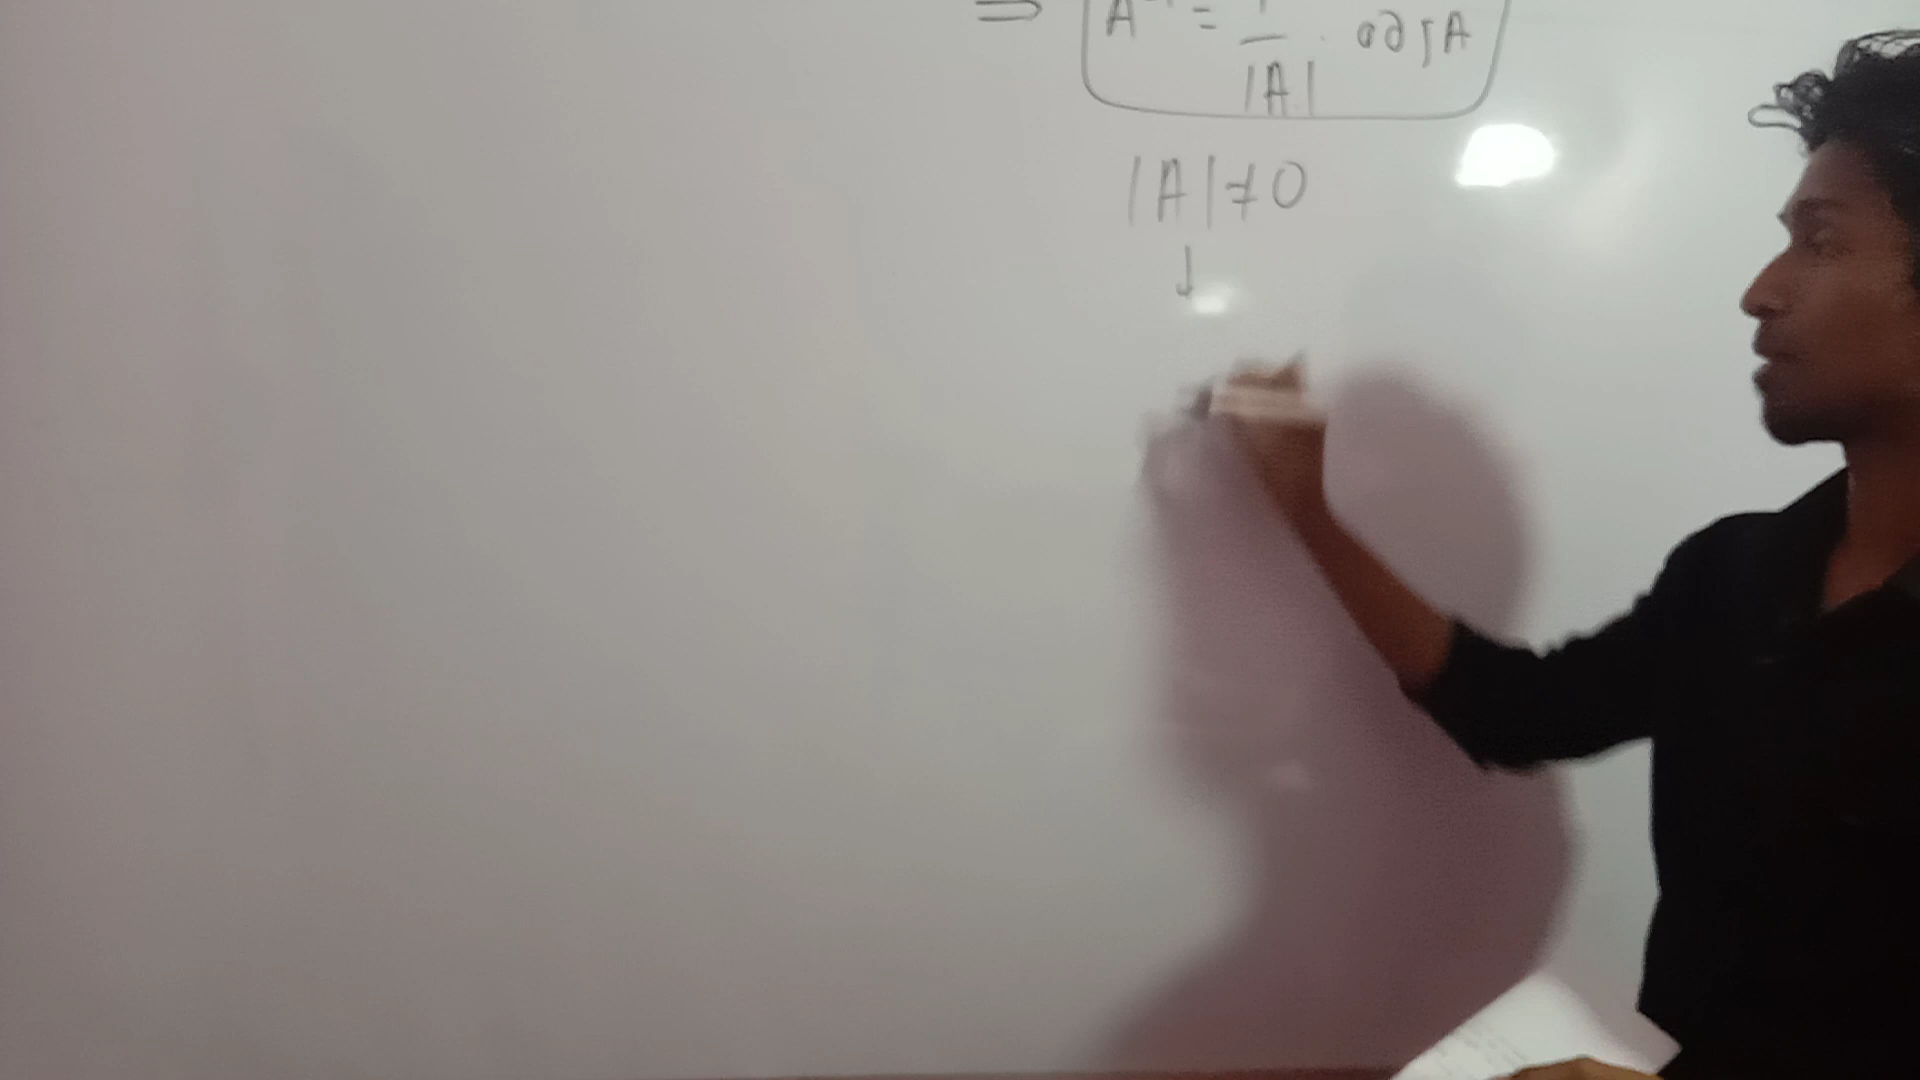 ⇒ A⁻¹ = 1/|A| · adj A
|A| ≠ 0
↓